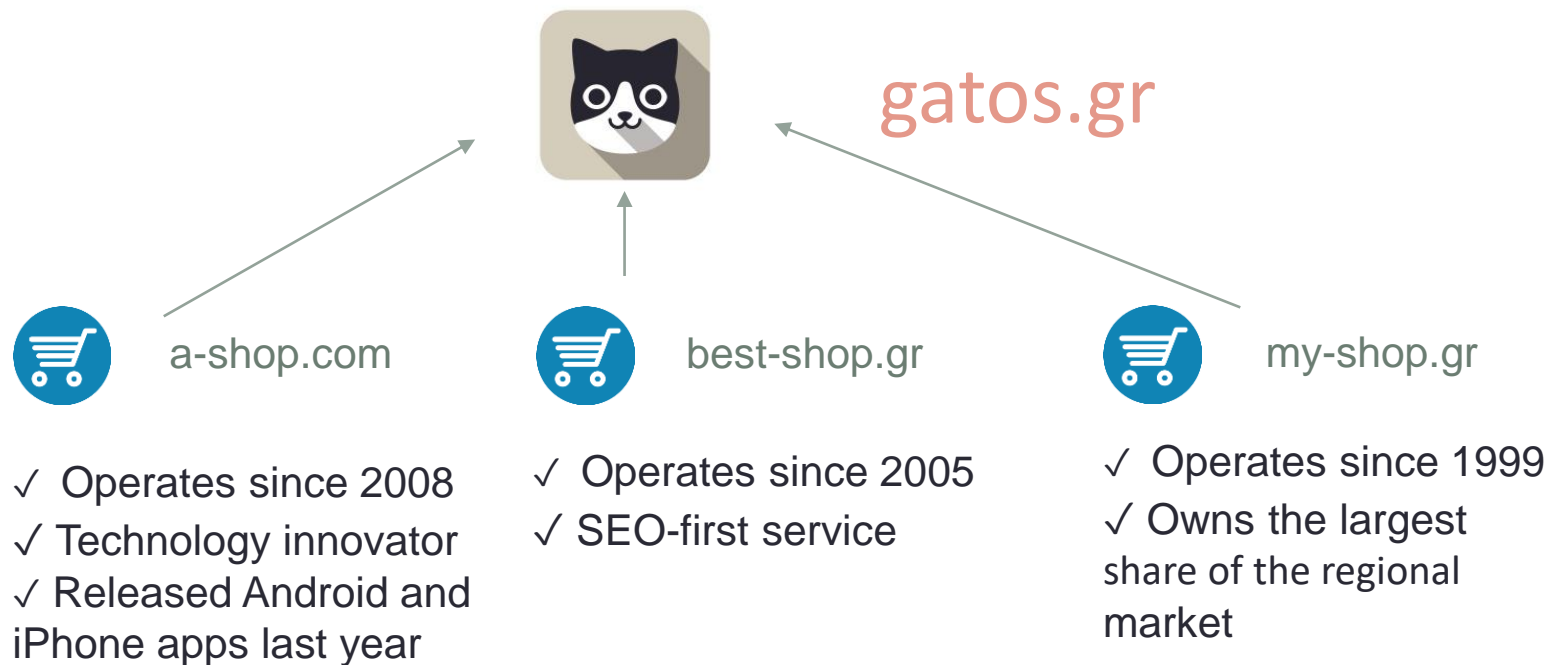 gatos.gr
a-shop.com
✓ Operates since 2008
✓ Technology innovator
✓ Released Android and
iPhone apps last year
best-shop.gr
✓ Operates since 2005
✓ SEO-first service
my-shop.gr
✓ Operates since 1999
✓ Owns the largest
share of the regional
market